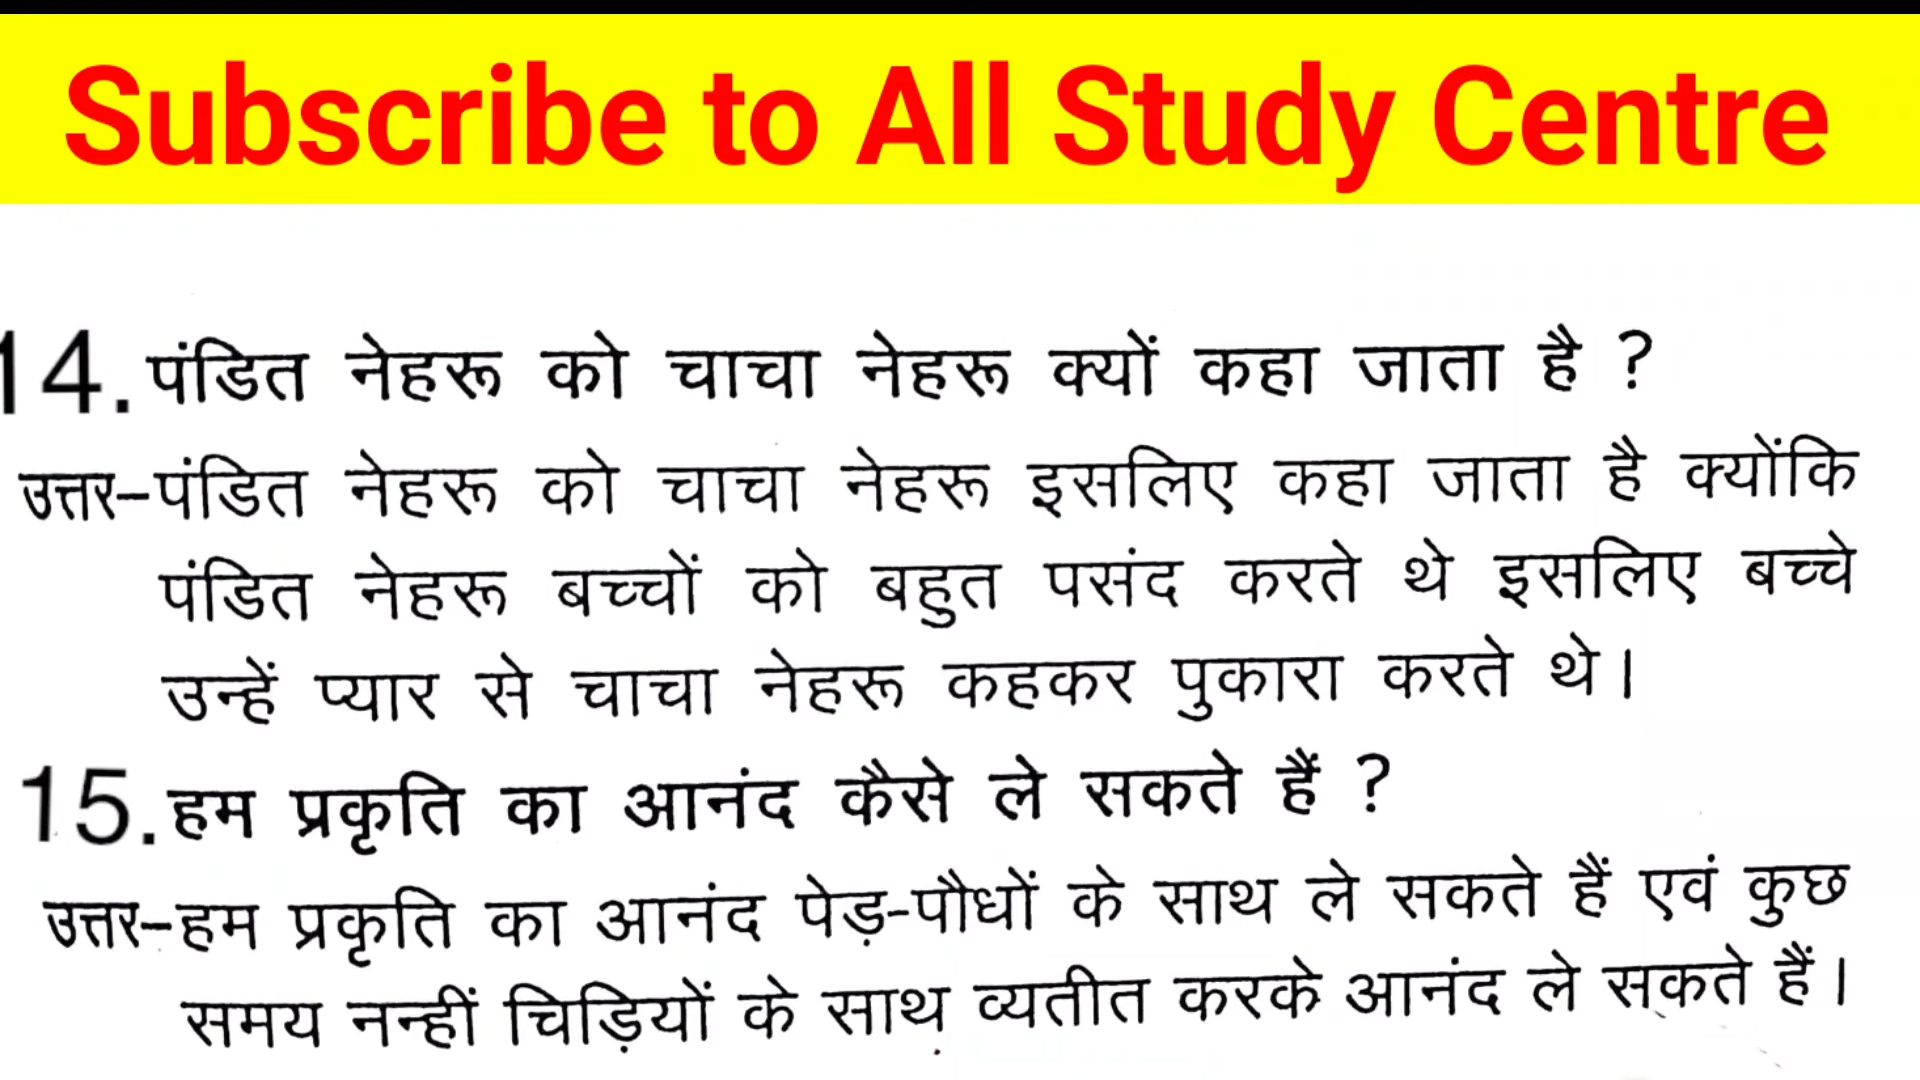 Subscribe to All Study Centre
14. पंडित नेहरू को चाचा नेहरू क्यों कहा जाता है ?
उत्तर–पंडित नेहरू को चाचा नेहरू इसलिए कहा जाता है क्योंकि
पंडित नेहरू बच्चों को बहुत पसंद करते थे इसलिए बच्चे
उन्हें प्यार से चाचा नेहरू कहकर पुकारा करते थे।
15. हम प्रकृति का आनंद कैसे ले सकते हैं ?
उत्तर–हम प्रकृति का आनंद पेड़-पौधों के साथ ले सकते हैं एवं कुछ
समय नन्हीं चिड़ियों के साथ व्यतीत करके आनंद ले सकते हैं।